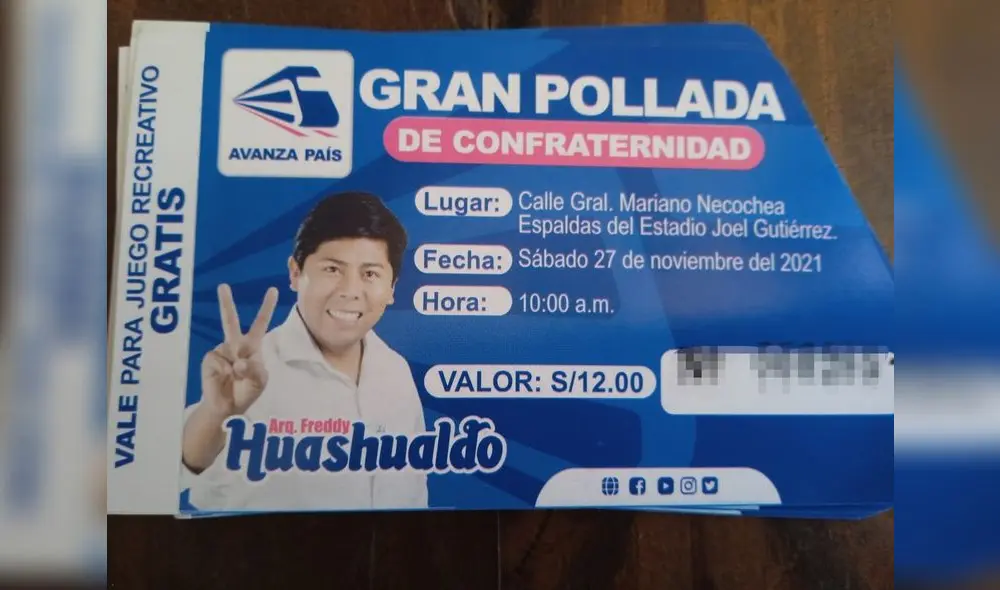 VALE PARA JUEGO RECREATIVO
GRATIS
AVANZA PAÍS
GRAN POLLADA
DE CONFRATERNIDAD
Lugar: Calle Gral. Mariano Necochea
Espaldas del Estadio Joel Gutiérrez.
Fecha: Sábado 27 de noviembre del 2021
Hora: 10:00 a.m.
VALOR: S/12.00
Arq. Freddy
Huashualdo